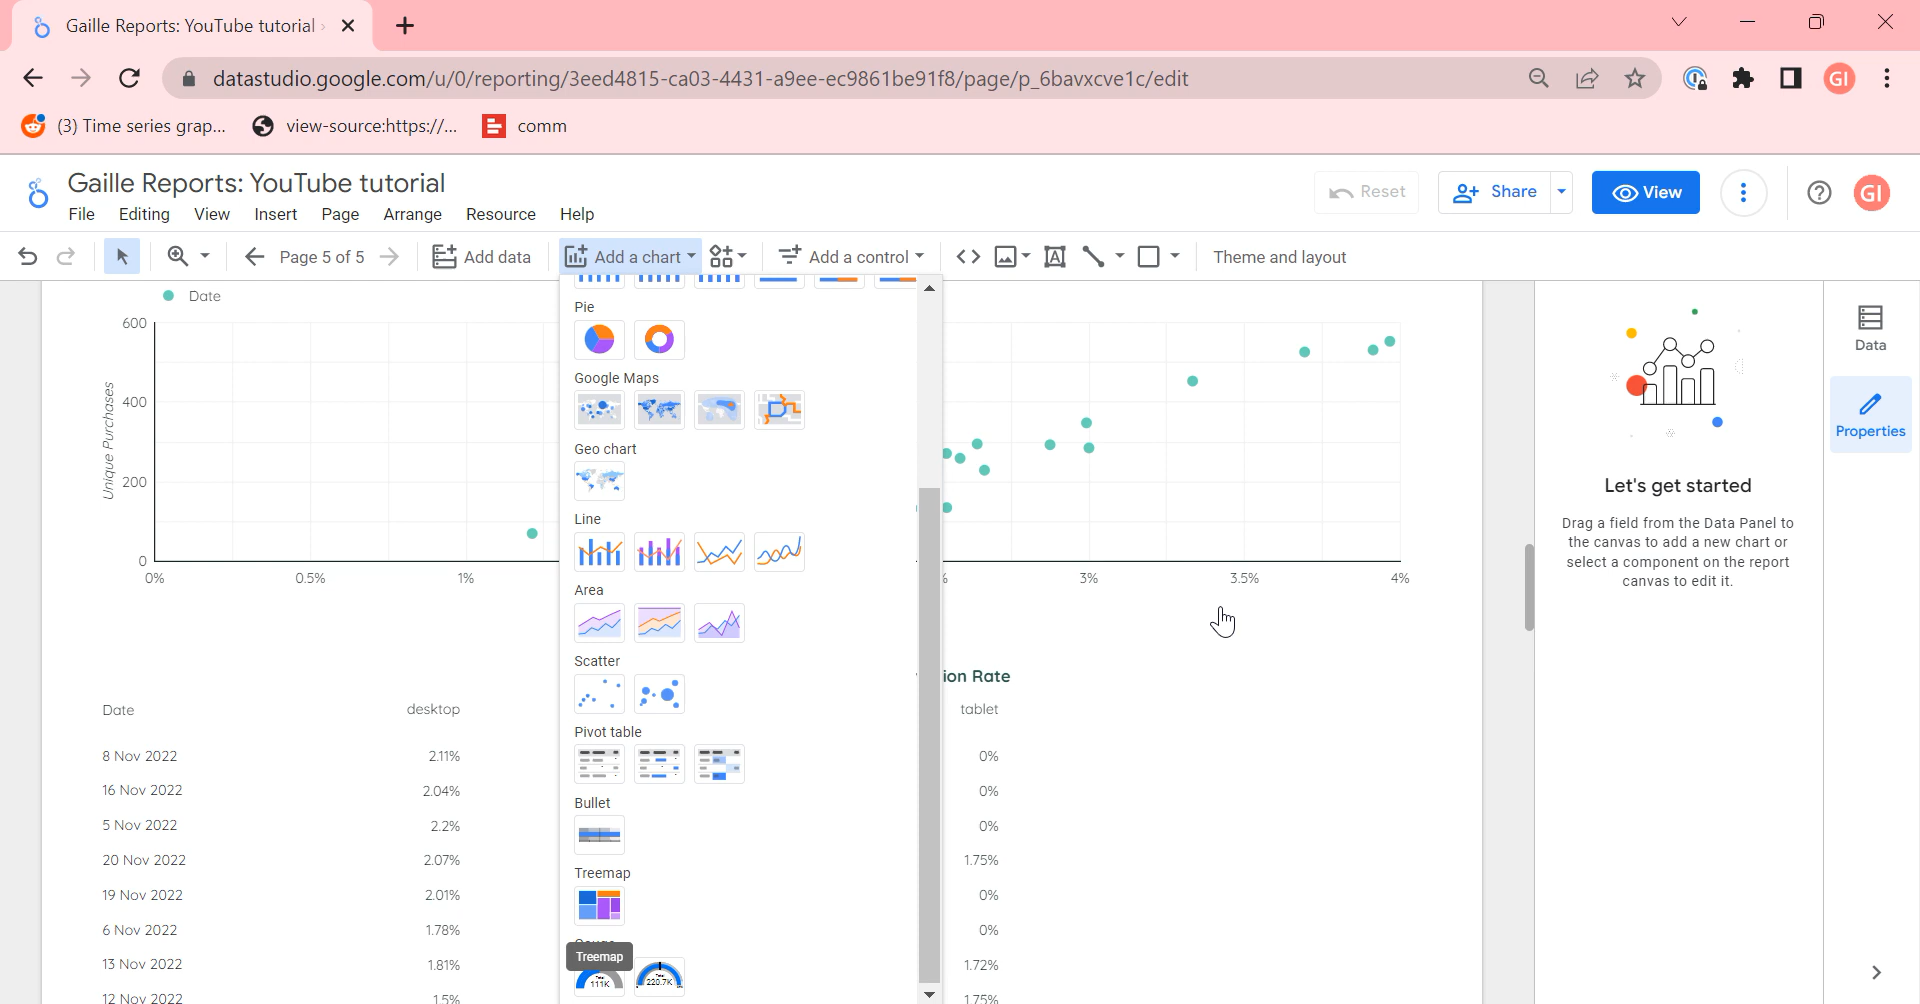 Gaille Reports: YouTube tutorial
datastudio.google.com/u/0/reporting/3eed4815-ca03-4431-a9ee-ec9861be91f8/page/p_6bavxcve1c/edit
GI
(3) Time series grap...
view-source:https://...
comm
Gaille Reports: YouTube tutorial
Reset
Share
View
GI
File
Editing
View
Insert
Page
Arrange
Resource
Help
Page 5 of 5
Add data
Add a chart
Add a control
Theme and layout
Date
600
400
200
0
Unique Purchases
0%
0.5%
1%
3%
3.5%
4%
Pie
Google Maps
Geo chart
Line
Area
Scatter
Pivot table
Bullet
Treemap
Treemap
Total
111K
Total
220.7K
Data
Properties
Let's get started
Drag a field from the Data Panel to
the canvas to add a new chart or
select a component on the report
canvas to edit it.
ion Rate
Date desktop tablet
8 Nov 2022 2.11% 0%
16 Nov 2022 2.04% 0%
5 Nov 2022 2.2% 0%
20 Nov 2022 2.07% 1.75%
19 Nov 2022 2.01% 0%
6 Nov 2022 1.78% 0%
13 Nov 2022 1.81% 1.72%
12 Nov 2022 1.5% 1.75%